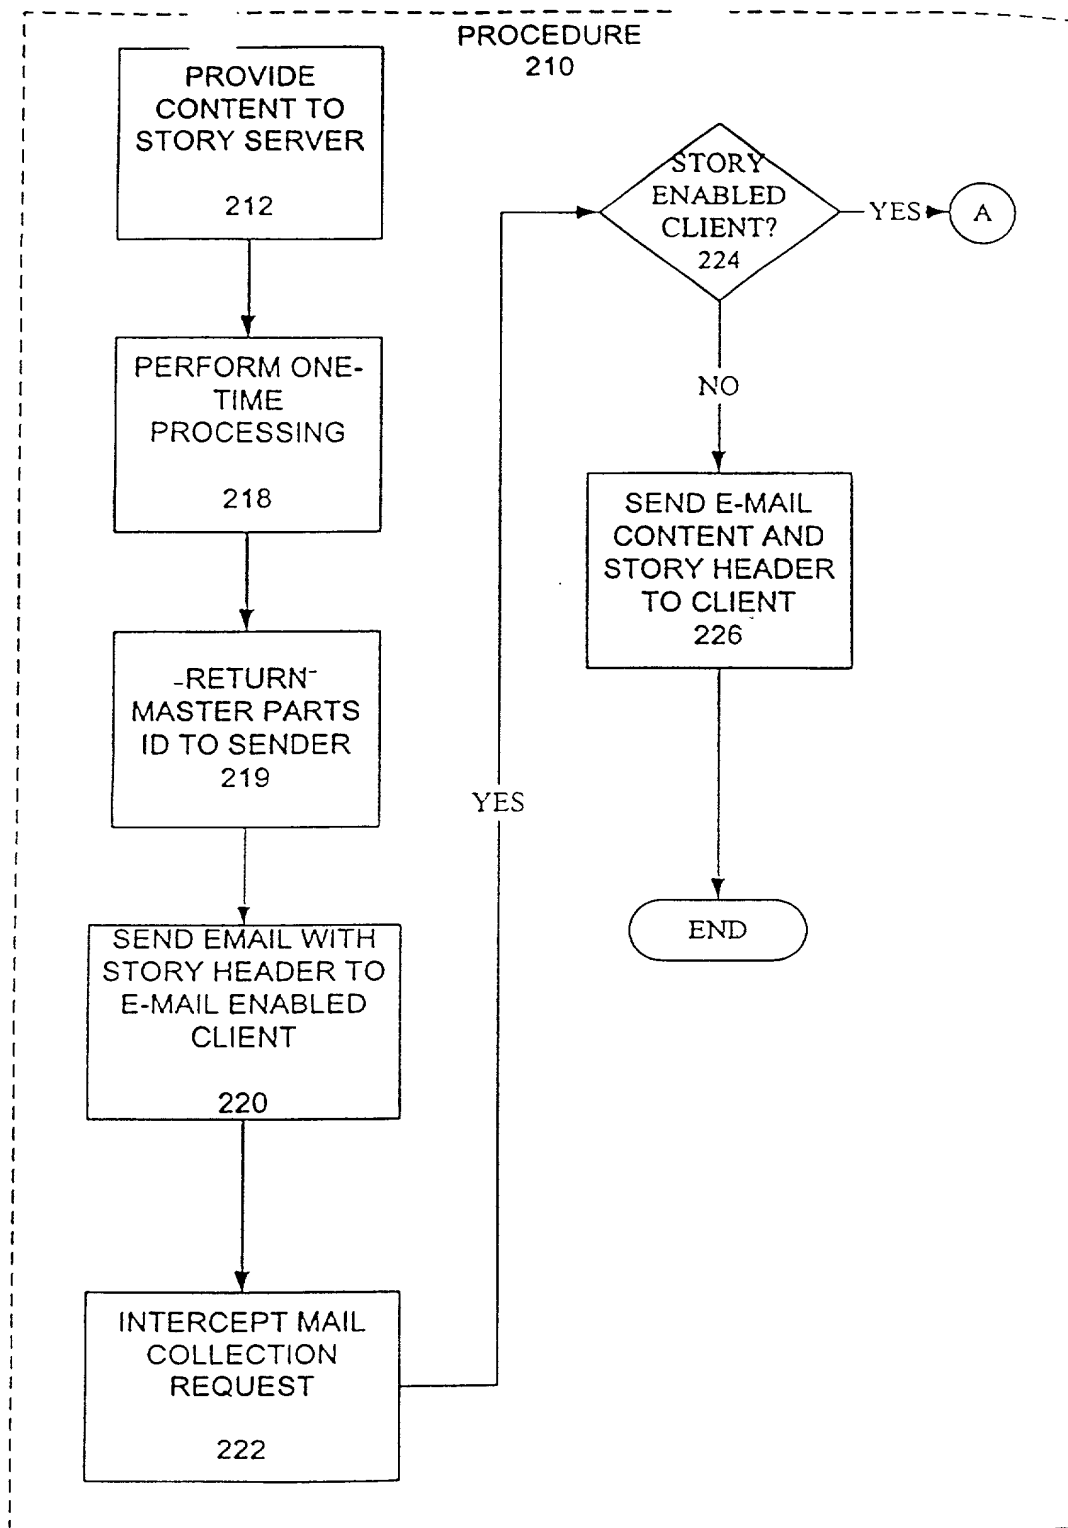 PROCEDURE
210
PROVIDE
CONTENT TO
STORY SERVER
212
PERFORM ONE-
TIME
PROCESSING
218
RETURN
MASTER PARTS
ID TO SENDER
219
SEND EMAIL WITH
STORY HEADER TO
E-MAIL ENABLED
CLIENT
220
INTERCEPT MAIL
COLLECTION
REQUEST
222
YES
STORY
ENABLED
CLIENT?
224
YES
A
NO
SEND E-MAIL
CONTENT AND
STORY HEADER
TO CLIENT
226
END